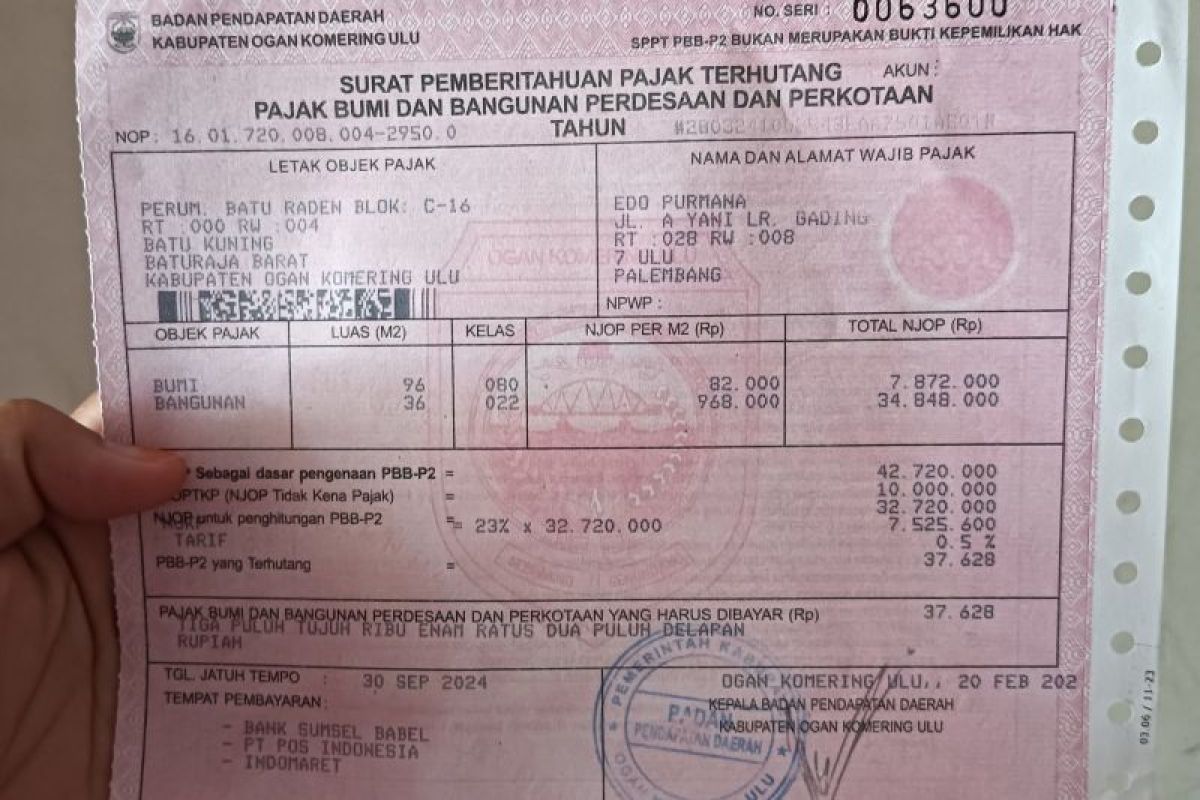 BADAN PENDAPATAN DAERAH
KABUPATEN OGAN KOMERING ULU
NO. SERI : 0063600
SPPT PBB-P2 BUKAN MERUPAKAN BUKTI KEPEMILIKAN HAK
SURAT PEMBERITAHUAN PAJAK TERHUTANG
AKUN :
PAJAK BUMI DAN BANGUNAN PERDESAAN DAN PERKOTAAN
NOP : 16.01.720.008.004-2950.0
TAHUN
LETAK OBJEK PAJAK
NAMA DAN ALAMAT WAJIB PAJAK
PERUM. BATU RADEN BLOK: C-16
RT :000 RW :004
BATU KUNING
BATURAJA BARAT
KABUPATEN OGAN KOMERING ULU
EDO PURMANA
JL. A YANI LR. GADING
RT :028 RW :008
7 ULU
PALEMBANG
NPWP :
OBJEK PAJAK LUAS (M2) KELAS NJOP PER M2 (Rp) TOTAL NJOP (Rp)
BUMI 96 080 82.000 7.872.000
BANGUNAN 36 022 968.000 34.848.000
Sebagai dasar pengenaan PBB-P2 = 42.720.000
OPTKP (NJOP Tidak Kena Pajak) = 10.000.000
NJOP untuk penghitungan PBB-P2 = 32.720.000
= 23% x 32.720.000 7.525.600
TARIF 0.5 %
PBB-P2 yang Terhutang = 37.628
PAJAK BUMI DAN BANGUNAN PERDESAAN DAN PERKOTAAN YANG HARUS DIBAYAR (Rp) 37.628
TIGA PULUH TUJUH RIBU ENAM RATUS DUA PULUH DELAPAN
RUPIAH
TGL. JATUH TEMPO : 30 SEP 2024
TEMPAT PEMBAYARAN :
- BANK SUMSEL BABEL
- PT POS INDONESIA
- INDOMARET
OGAN KOMERING ULU,, 20 FEB 202
KEPALA BADAN PENDAPATAN DAERAH
KABUPATEN OGAN KOMERING ULU
PEMERINTAH KABU
BADAN
PENDAPATAN DAERAH
OGAN
ULU
03.06 / 11-23